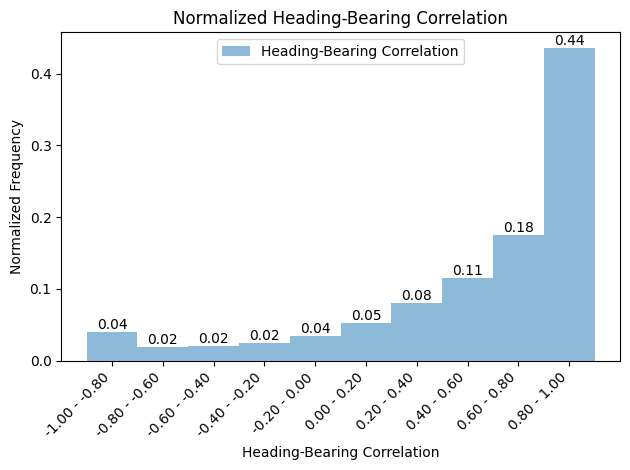 Normalized Heading-Bearing Correlation
Heading-Bearing Correlation
Normalized Frequency
0.4
0.3
0.2
0.1
0.0
0.04
0.02
0.02
0.02
0.04
0.05
0.08
0.11
0.18
0.44
-1.00 - -0.80
-0.80 - -0.60
-0.60 - -0.40
-0.40 - -0.20
-0.20 - 0.00
0.00 - 0.20
0.20 - 0.40
0.40 - 0.60
0.60 - 0.80
0.80 - 1.00
Heading-Bearing Correlation